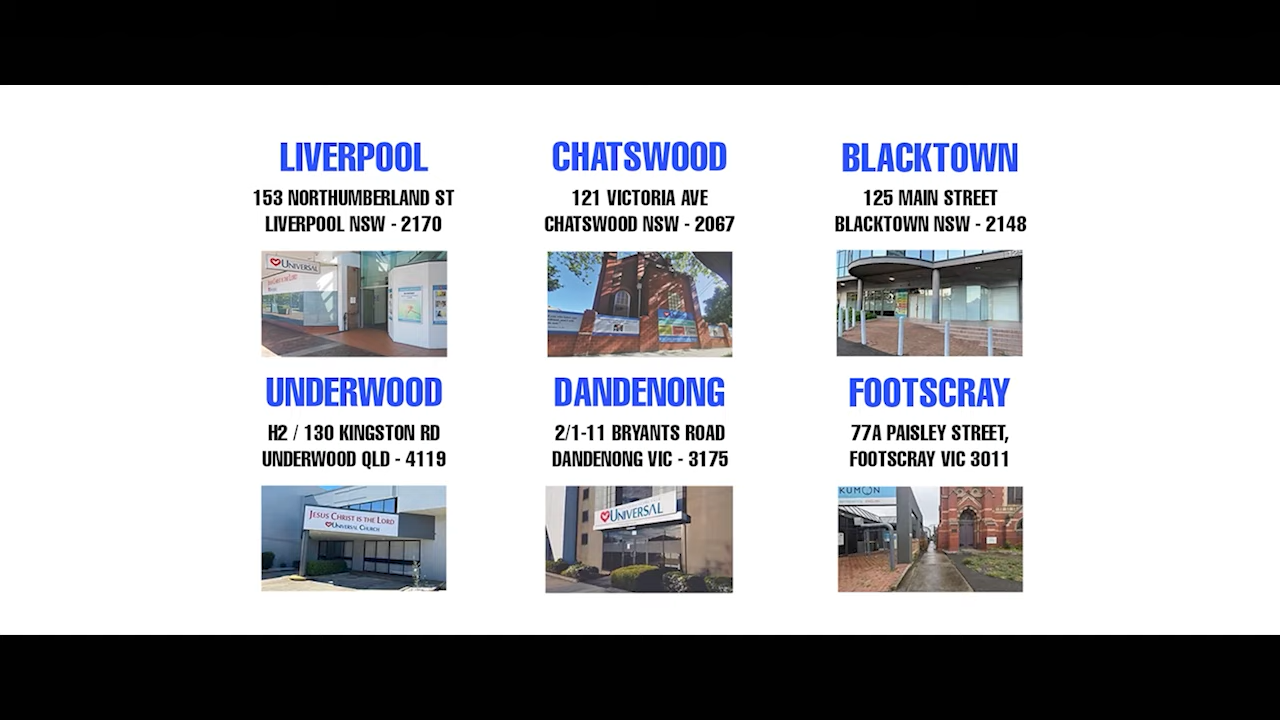 LIVERPOOL
153 NORTHUMBERLAND ST
LIVERPOOL NSW - 2170
UNIVERSAL
CHATSWOOD
121 VICTORIA AVE
CHATSWOOD NSW - 2067
BLACKTOWN
125 MAIN STREET
BLACKTOWN NSW - 2148
UNDERWOOD
H2 / 130 KINGSTON RD
UNDERWOOD QLD - 4119
JESUS CHRIST IS THE LORD
UNIVERSAL CHURCH
DANDENONG
2/1-11 BRYANTS ROAD
DANDENONG VIC - 3175
UNIVERSAL
FOOTSCRAY
77A PAISLEY STREET,
FOOTSCRAY VIC 3011
KUMON